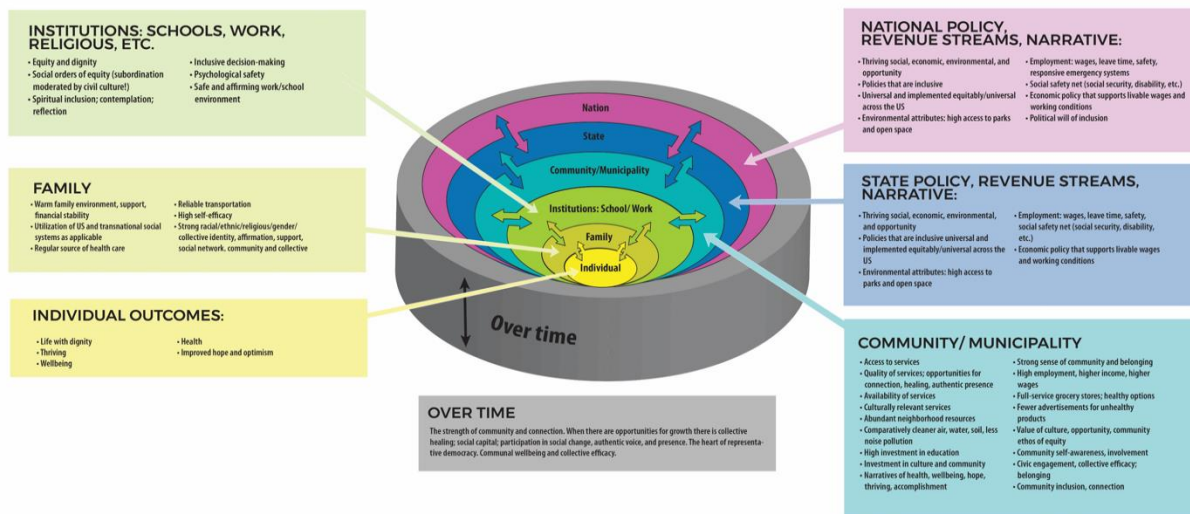 INSTITUTIONS: SCHOOLS, WORK,
RELIGIOUS, ETC.
• Equity and dignity
• Social orders of equity (subordination
moderated by civil culture!)
• Spiritual inclusion; contemplation;
reflection
• Inclusive decision-making
• Psychological safety
• Safe and affirming work/school
environment
FAMILY
• Warm family environment, support,
financial stability
• Utilization of US and transnational social
systems as applicable
• Regular source of health care
• Reliable transportation
• High self-efficacy
• Strong racial/ethnic/religious/gender/
collective identity, affirmation, support,
social network, community and collective
INDIVIDUAL OUTCOMES:
• Life with dignity
• Thriving
• Wellbeing
• Health
• Improved hope and optimism
Nation
State
Community/Municipality
Institutions: School/ Work
Family
Individual
Over time
OVER TIME
The strength of community and connection. When there are opportunities for growth there is collective
healing; social capital; participation in social change, authentic voice, and presence. The heart of representa-
tive democracy. Communal wellbeing and collective efficacy.
NATIONAL POLICY,
REVENUE STREAMS, NARRATIVE:
• Thriving social, economic, environmental, and
opportunity
• Policies that are inclusive
• Universal and implemented equitably/universal
across the US
• Environmental attributes: high access to parks
and open space
• Employment: wages, leave time, safety,
responsive emergency systems
• Social safety net (social security, disability, etc.)
• Economic policy that supports livable wages and
working conditions
• Political will of inclusion
STATE POLICY, REVENUE STREAMS,
NARRATIVE:
• Thriving social, economic, environmental,
and opportunity
• Policies that are inclusive universal and
implemented equitably/universal across the
US
• Environmental attributes: high access to
parks and open space
• Employment: wages, leave time, safety,
social safety net (social security, disability,
etc.)
• Economic policy that supports livable wages
and working conditions
COMMUNITY/ MUNICIPALITY
• Access to services
• Quality of services; opportunities for
connection, healing, authentic presence
• Availability of services
• Culturally relevant services
• Abundant neighborhood resources
• Comparatively cleaner air, water, soil, less
noise pollution
• High investment in education
• Investment in culture and community
• Narratives of health, wellbeing, hope,
thriving, accomplishment
• Strong sense of community and belonging
• High employment, higher income, higher
wages
• Full-service grocery stores; healthy options
• Fewer advertisements for unhealthy
products
• Value of culture, opportunity, community
ethos of equity
• Community self-awareness, involvement
• Civic engagement, collective efficacy;
belonging
• Community inclusion, connection